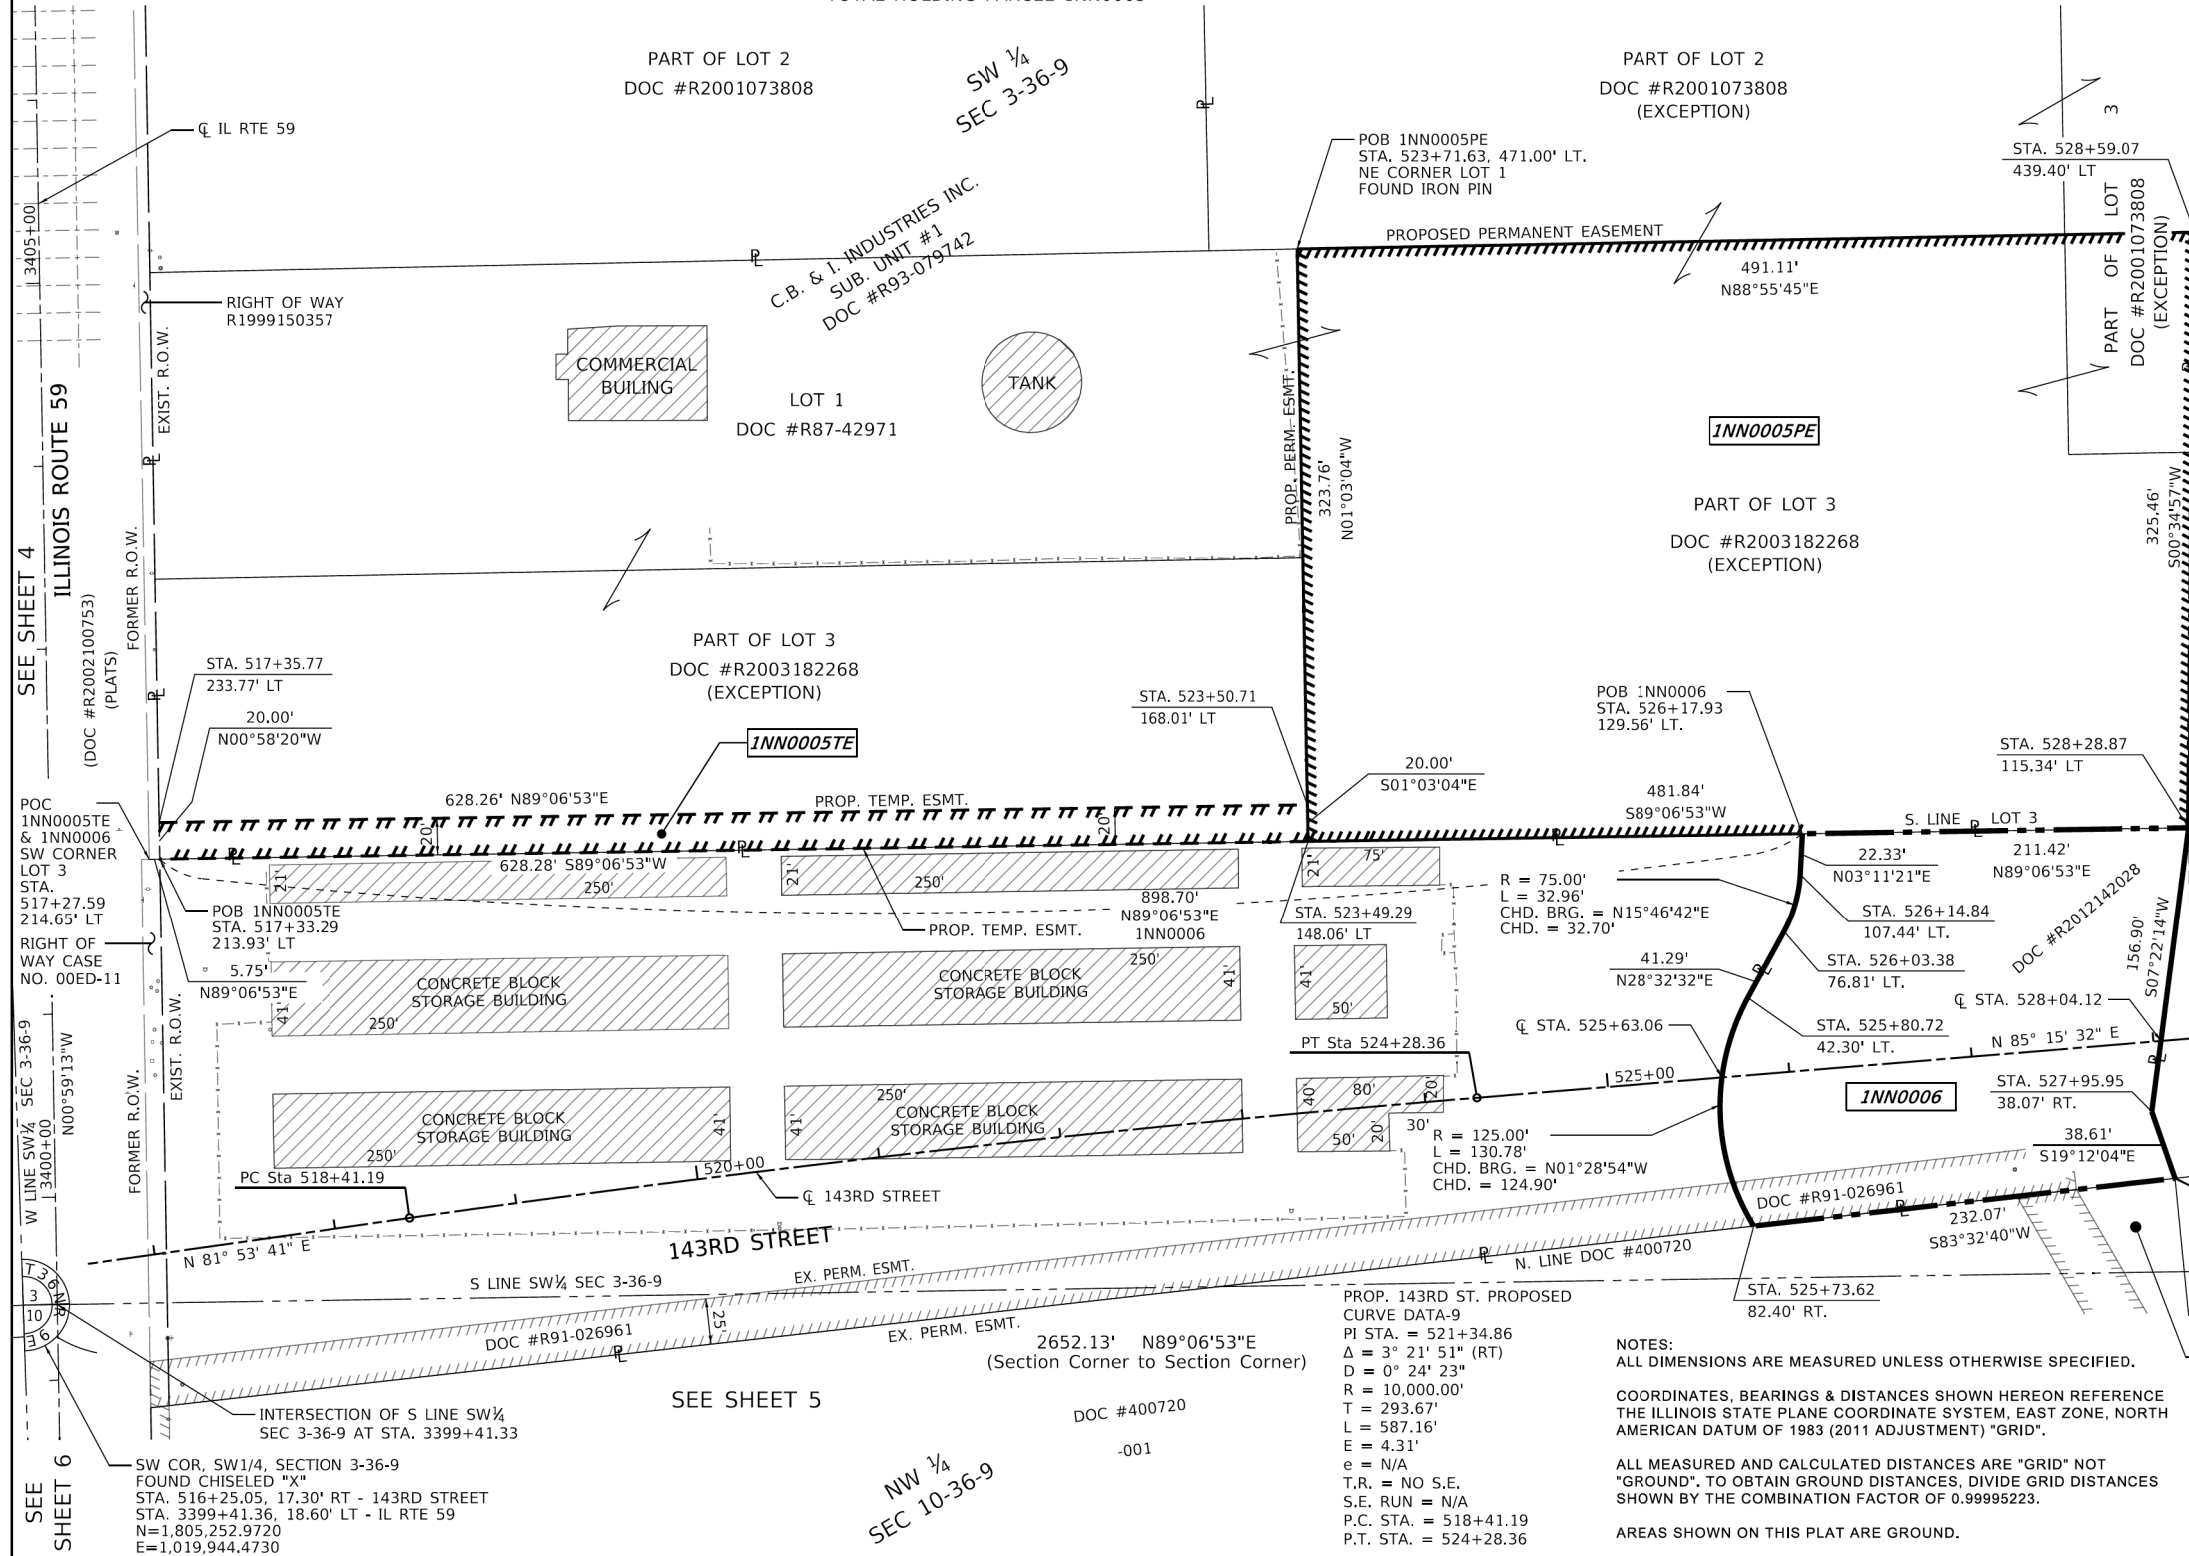 PART OF LOT 2
DOC #R2001073808
SW ¼
SEC 3-36-9
PART OF LOT 2
DOC #R2001073808
(EXCEPTION)
3
℄ IL RTE 59
POB 1NN0005PE
STA. 523+71.63, 471.00' LT.
NE CORNER LOT 1
FOUND IRON PIN
STA. 528+59.07
439.40' LT
PART OF LOT
DOC #R2001073808
(EXCEPTION)
3405+00
C.B. & I. INDUSTRIES INC.
SUB. UNIT #1
DOC #R93-079742
PROPOSED PERMANENT EASEMENT
491.11'
N88°55'45"E
RIGHT OF WAY
R1999150357
EXIST. R.O.W.
COMMERCIAL
BUILING
TANK
LOT 1
DOC #R87-42971
ILLINOIS ROUTE 59
PROP. PERM. ESMT.
323.76'
N01°03'04"W
1NN0005PE
PART OF LOT 3
DOC #R2003182268
(EXCEPTION)
325.46'
S00°34'57"W
SEE SHEET 4
(DOC #R2002100753)
(PLATS)
FORMER R.O.W.
STA. 517+35.77
233.77' LT
20.00'
N00°58'20"W
PART OF LOT 3
DOC #R2003182268
(EXCEPTION)
1NN0005TE
STA. 523+50.71
168.01' LT
POB 1NN0006
STA. 526+17.93
129.56' LT.
STA. 528+28.87
115.34' LT
20.00'
S01°03'04"E
481.84'
S89°06'53"W
S. LINE LOT 3
628.26' N89°06'53"E
PROP. TEMP. ESMT.
20'
20'
628.28' S89°06'53"W
POC
1NN0005TE
& 1NN0006
SW CORNER
LOT 3
STA.
517+27.59
214.65' LT
RIGHT OF
WAY CASE
NO. 00ED-11
21'
250'
21'
250'
21'
75'
POB 1NN0005TE
STA. 517+33.29
213.93' LT
5.75'
N89°06'53"E
898.70'
N89°06'53"E
1NN0006
PROP. TEMP. ESMT.
STA. 523+49.29
148.06' LT
R = 75.00'
L = 32.96'
CHD. BRG. = N15°46'42"E
CHD. = 32.70'
22.33'
N03°11'21"E
211.42'
N89°06'53"E
STA. 526+14.84
107.44' LT.
DOC #R2012142028
156.90'
S07°22'14"W
41.29'
N28°32'32"E
STA. 526+03.38
76.81' LT.
CONCRETE BLOCK
STORAGE BUILDING
41'
250'
CONCRETE BLOCK
STORAGE BUILDING
250'
41'
41'
50'
℄ STA. 528+04.12
℄ STA. 525+63.06
STA. 525+80.72
42.30' LT.
N 85° 15' 32" E
PT Sta 524+28.36
525+00
1NN0006
STA. 527+95.95
38.07' RT.
38.61'
S19°12'04"E
W LINE SW¼ SEC 3-36-9
N00°59'13"W
3400+00
FORMER R.O.W.
EXIST. R.O.W.
CONCRETE BLOCK
STORAGE BUILDING
41'
250'
41'
250'
CONCRETE BLOCK
STORAGE BUILDING
40'
80'
20'
50'
20'
30'
R = 125.00'
L = 130.78'
CHD. BRG. = N01°28'54"W
CHD. = 124.90'
PC Sta 518+41.19
520+00
℄ 143RD STREET
N 81° 53' 41" E
143RD STREET
DOC #R91-026961
232.07'
S83°32'40"W
N. LINE DOC #400720
S LINE SW¼ SEC 3-36-9
EX. PERM. ESMT.
DOC #R91-026961
25'
EX. PERM. ESMT.
STA. 525+73.62
82.40' RT.
T 36 N R 9 E
3
10
2652.13' N89°06'53"E
(Section Corner to Section Corner)
SEE SHEET 5
DOC #400720
-001
NW ¼
SEC 10-36-9
INTERSECTION OF S LINE SW¼
SEC 3-36-9 AT STA. 3399+41.33
SEE
SHEET 6
SW COR, SW1/4, SECTION 3-36-9
FOUND CHISELED "X"
STA. 516+25.05, 17.30' RT - 143RD STREET
STA. 3399+41.36, 18.60' LT - IL RTE 59
N=1,805,252.9720
E=1,019,944.4730
PROP. 143RD ST. PROPOSED
CURVE DATA-9
PI STA. = 521+34.86
Δ = 3° 21' 51" (RT)
D = 0° 24' 23"
R = 10,000.00'
T = 293.67'
L = 587.16'
E = 4.31'
e = N/A
T.R. = NO S.E.
S.E. RUN = N/A
P.C. STA. = 518+41.19
P.T. STA. = 524+28.36
NOTES:
ALL DIMENSIONS ARE MEASURED UNLESS OTHERWISE SPECIFIED.
COORDINATES, BEARINGS & DISTANCES SHOWN HEREON REFERENCE
THE ILLINOIS STATE PLANE COORDINATE SYSTEM, EAST ZONE, NORTH
AMERICAN DATUM OF 1983 (2011 ADJUSTMENT) "GRID".
ALL MEASURED AND CALCULATED DISTANCES ARE "GRID" NOT
"GROUND". TO OBTAIN GROUND DISTANCES, DIVIDE GRID DISTANCES
SHOWN BY THE COMBINATION FACTOR OF 0.99995223.
AREAS SHOWN ON THIS PLAT ARE GROUND.